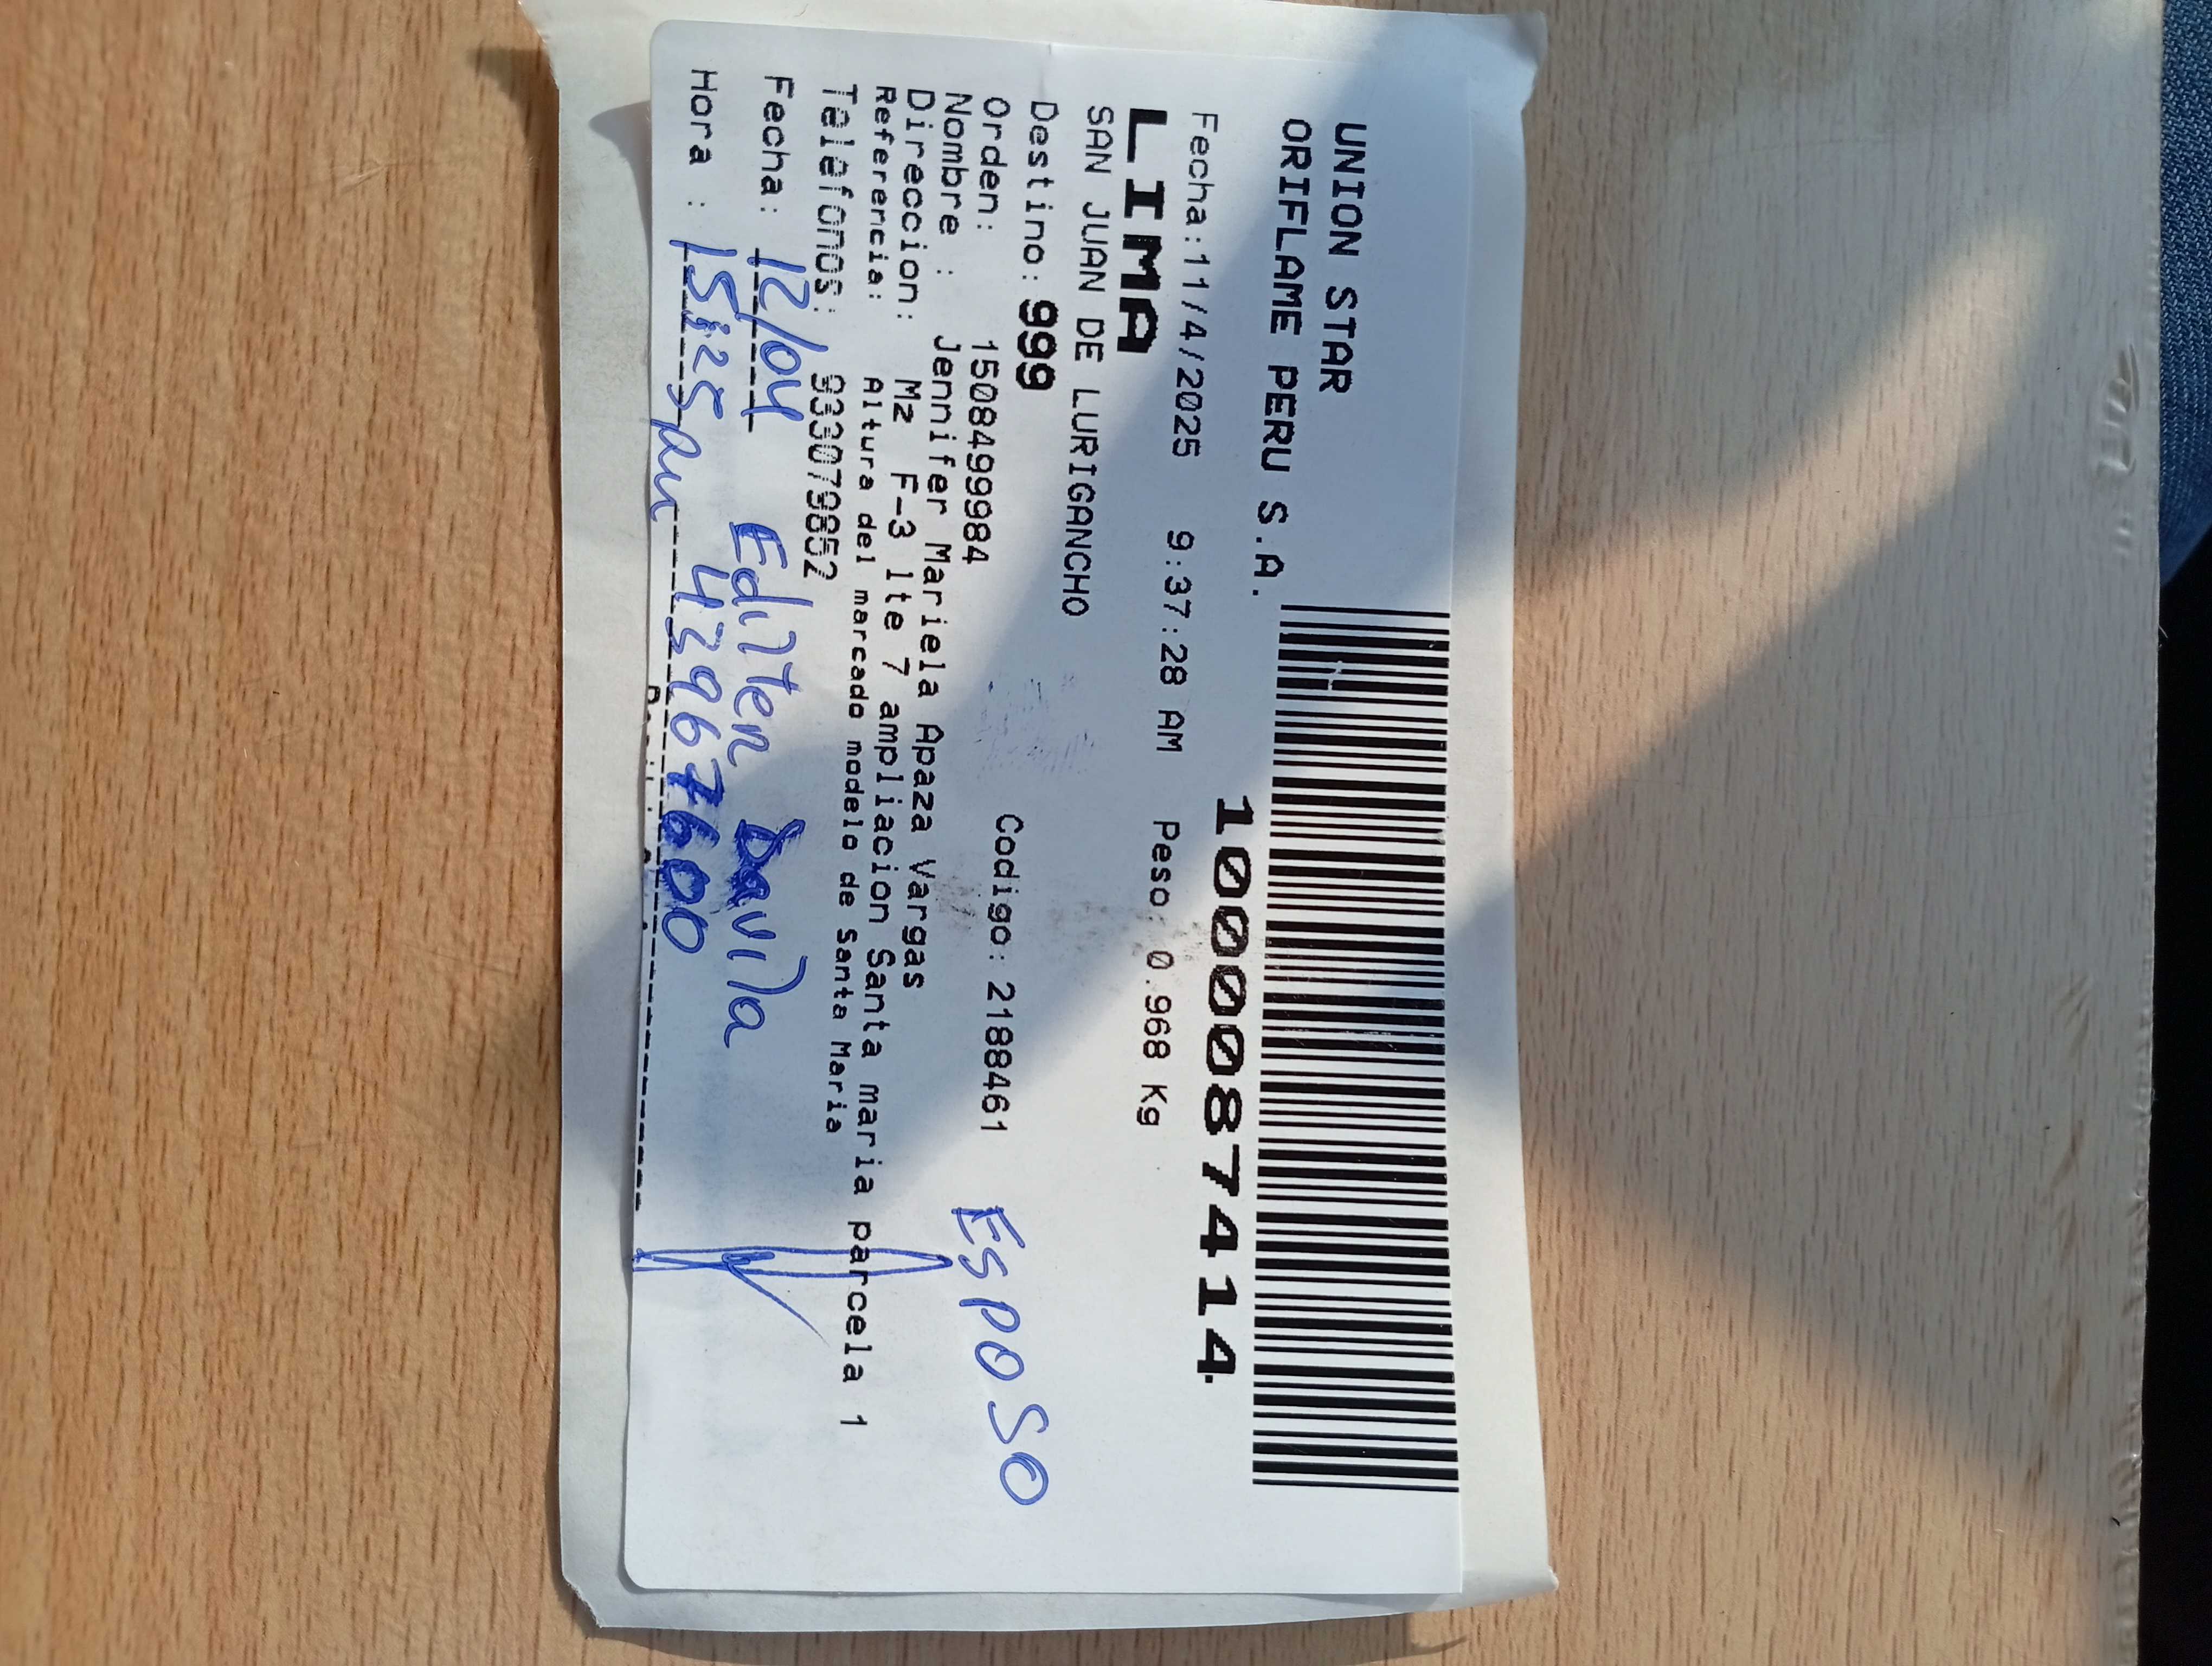 UNION STAR
ORIFLAME PERU S.A.
1000087414
Fecha:11/4/2025 9:37:28 AM Peso: 0.968 Kg
LIMA
SAN JUAN DE LURIGANCHO
Destino: 999
Orden: 1508499984 Codigo: 2188461
Nombre : Jennifer Mariela Apaza Vargas
Direccion: Mz F-3 lte 7 ampliacion Santa maria parcela 1
Referencia: Altura del marcado modelo de Santa Maria
Telefonos: 933079852
Esposo
Fecha: 12/04 Edilten Davila
Hora : 15:25 43967600